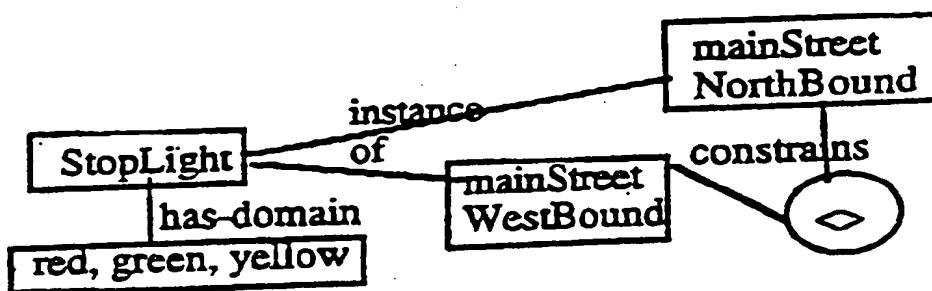 mainStreet
NorthBound
instance
of
StopLight
constrains
mainStreet
WestBound
has-domain
red, green, yellow
<>